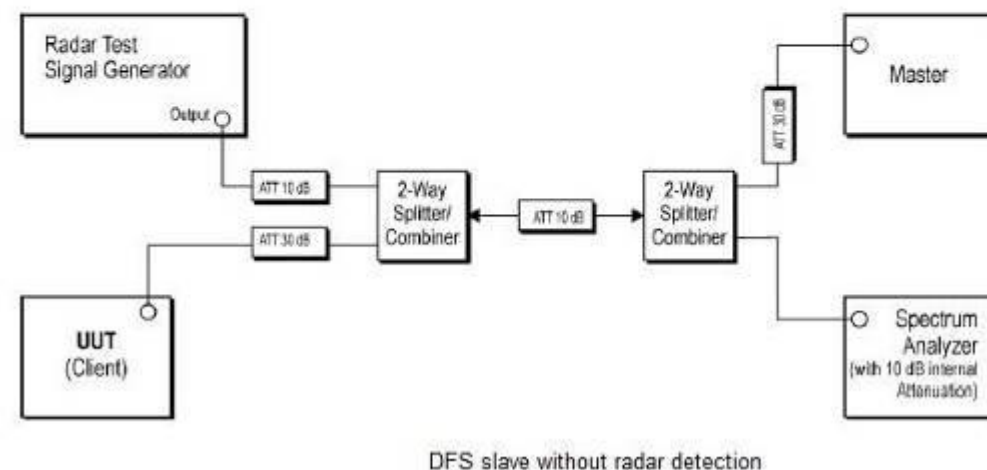 Radar Test
Signal Generator
Output
ATT 10 dB
ATT 30 dB
2-Way
Splitter/
Combiner
ATT 10 dB
2-Way
Splitter/
Combiner
ATT 30 dB
Master
UUT
(Client)
Spectrum
Analyzer
(with 10 dB internal
Attenuation)
DFS slave without radar detection